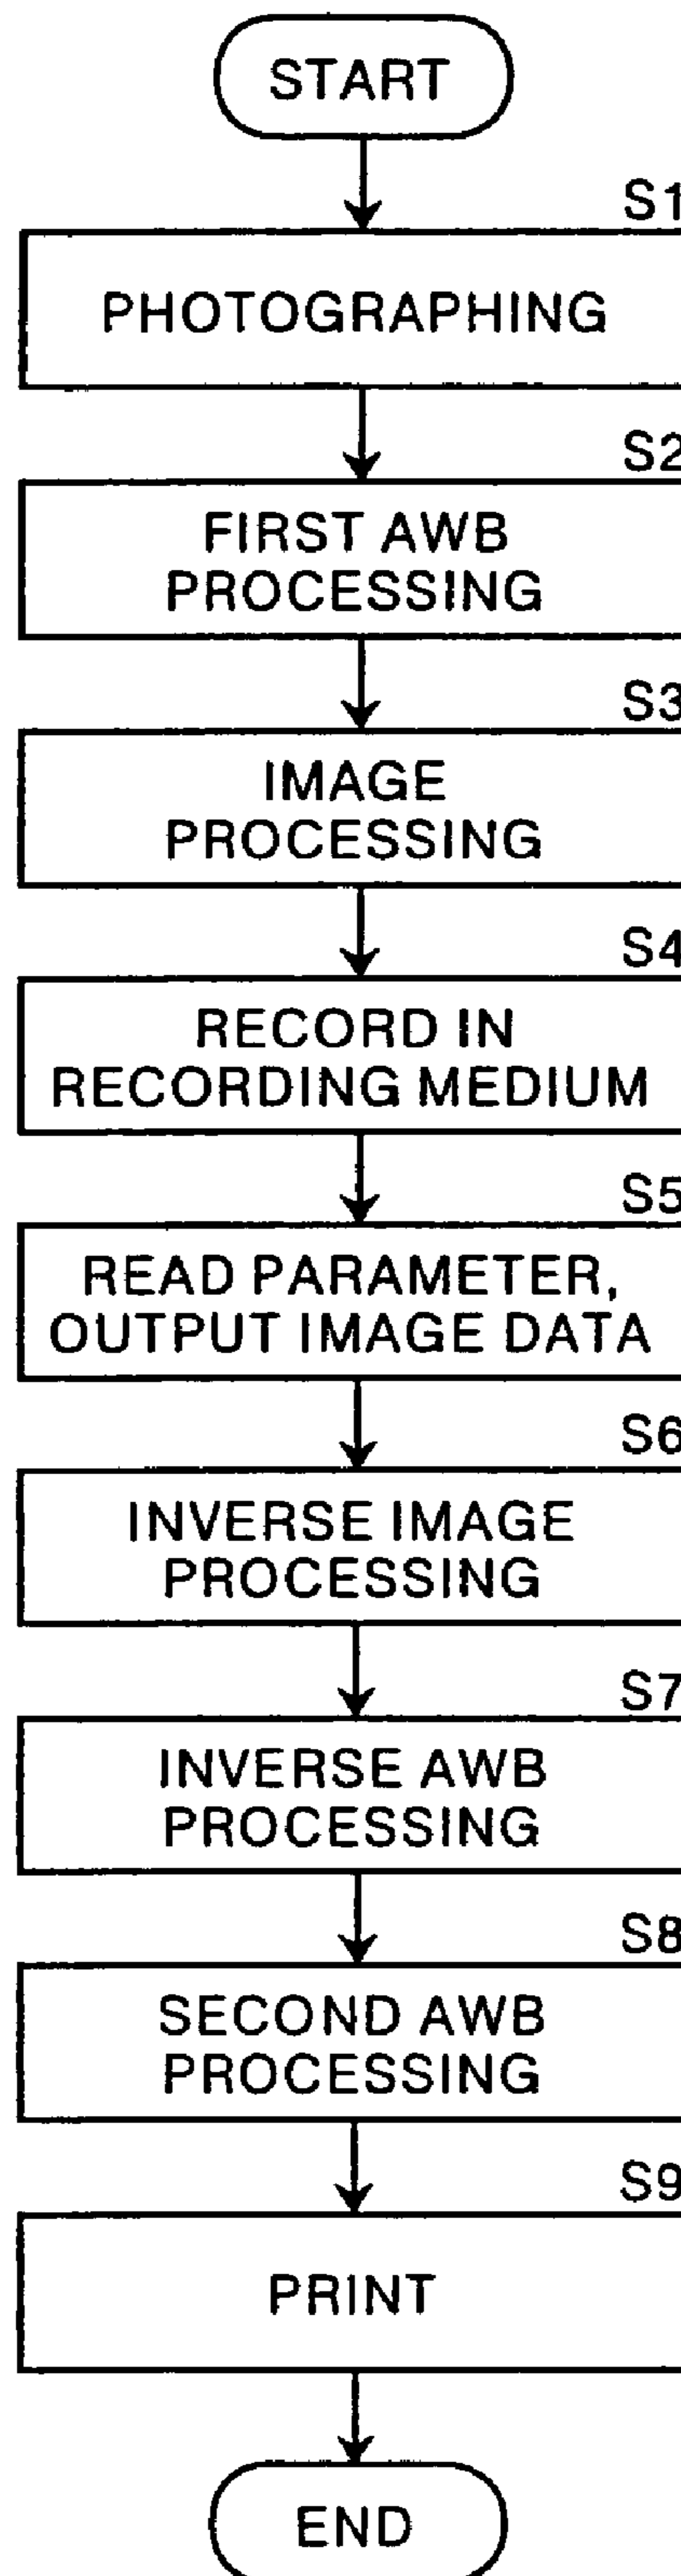 START
S1
PHOTOGRAPHING
S2
FIRST AWB
PROCESSING
S3
IMAGE
PROCESSING
S4
RECORD IN
RECORDING MEDIUM
S5
READ PARAMETER,
OUTPUT IMAGE DATA
S6
INVERSE IMAGE
PROCESSING
S7
INVERSE AWB
PROCESSING
S8
SECOND AWB
PROCESSING
S9
PRINT
END